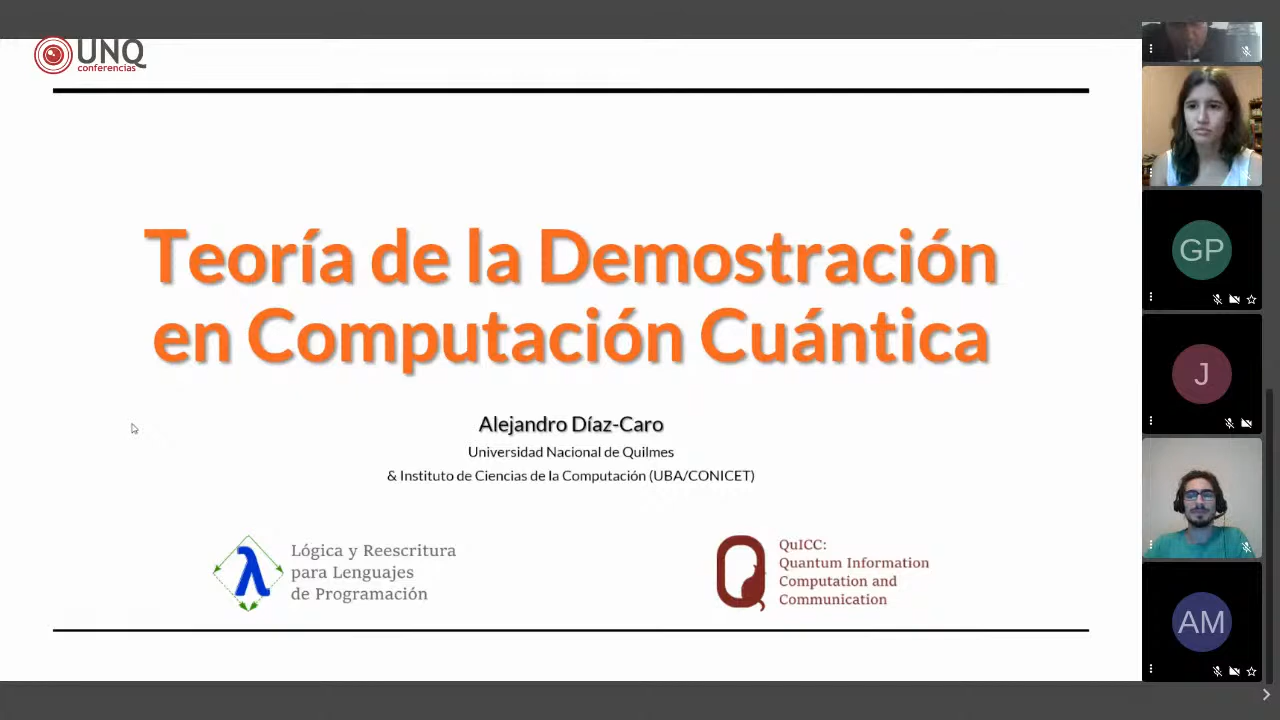 UNQ
conferencias
Teoría de la Demostración
en Computación Cuántica
Alejandro Díaz-Caro
Universidad Nacional de Quilmes
& Instituto de Ciencias de la Computación (UBA/CONICET)
λ
Lógica y Reescritura
para Lenguajes
de Programación
QuICC:
Quantum Information
Computation and
Communication
GP
J
AM